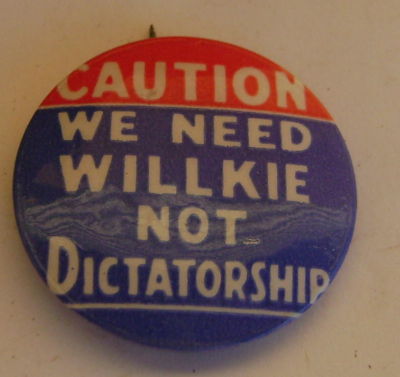 CAUTION
WE NEED
WILLKIE
NOT
DICTATORSHIP